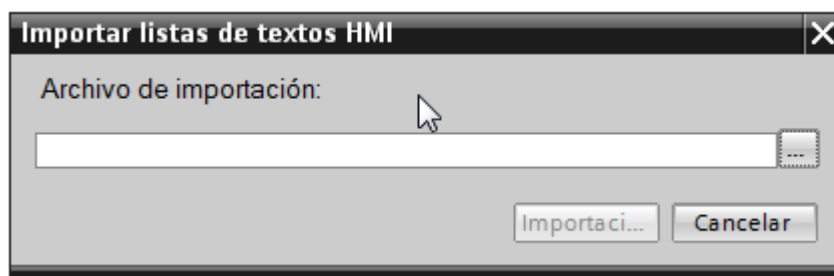 Importar listas de textos HMI
Archivo de importación:
...
Importaci... Cancelar